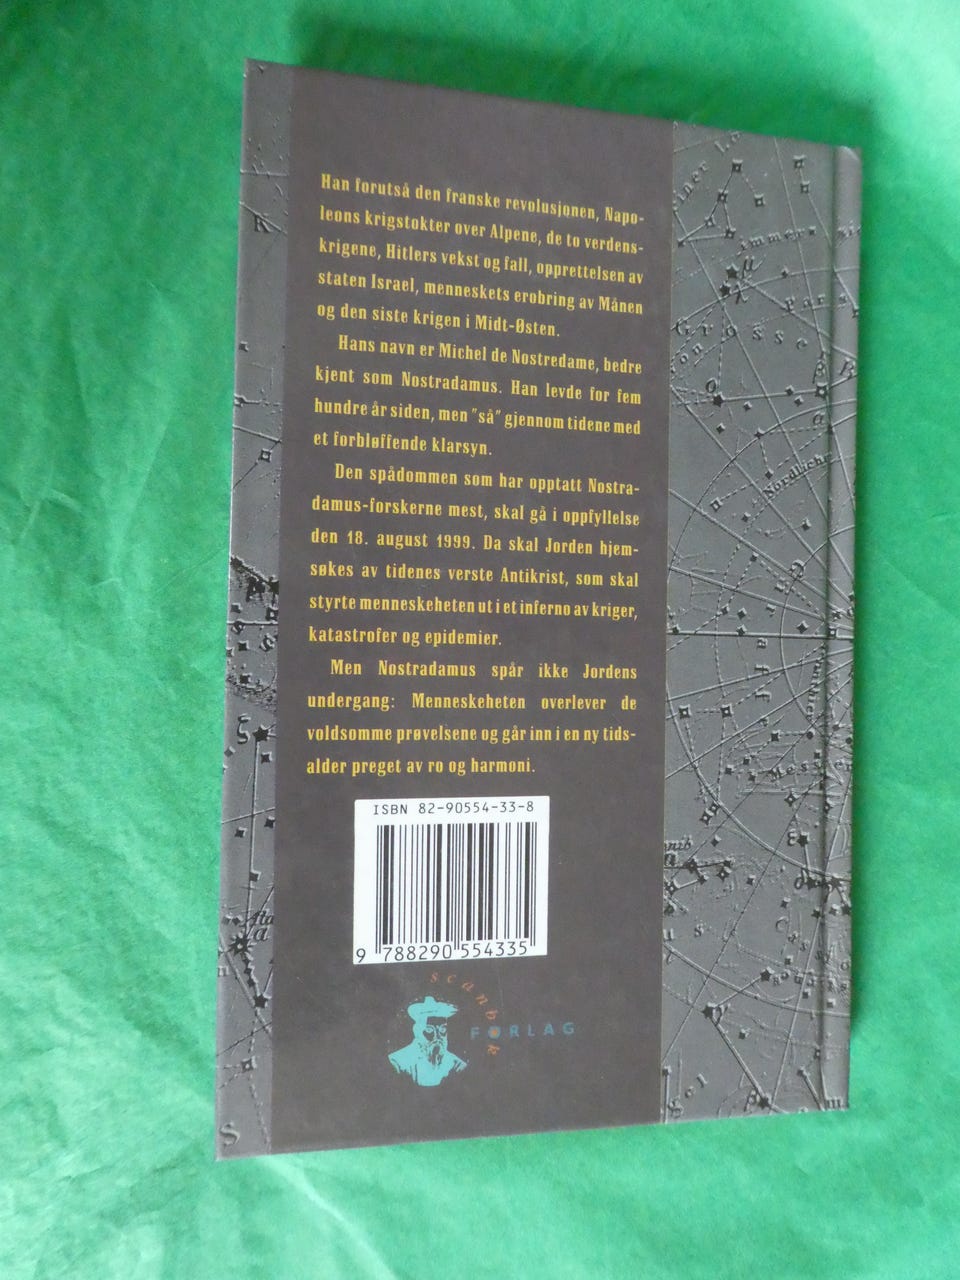 Han forutså den franske revolusjonen, Napo-
leons krigstokter over Alpene, de to verdens-
krigene, Hitlers vekst og fall, opprettelsen av
staten Israel, menneskets erobring av Månen
og den siste krigen i Midt-Østen.
Hans navn er Michel de Nostredame, bedre
kjent som Nostradamus. Han levde for fem
hundre år siden, men "så" gjennom tidene med
et forbløffende klarsyn.
Den spådommen som har opptatt Nostra-
damus-forskerne mest, skal gå i oppfyllelse
den 18. august 1999. Da skal Jorden hjem-
søkes av tidenes verste Antikrist, som skal
styrte menneskeheten ut i et inferno av kriger,
katastrofer og epidemier.
Men Nostradamus spår ikke Jordens
undergang: Menneskeheten overlever de
voldsomme prøvelsene og går inn i en ny tids-
alder preget av ro og harmoni.
ISBN 82-90554-33-8
9 788290 554335
scanbok
FORLAG
immers
μ
λ
Grosse
Nordliche
ζ
K
S